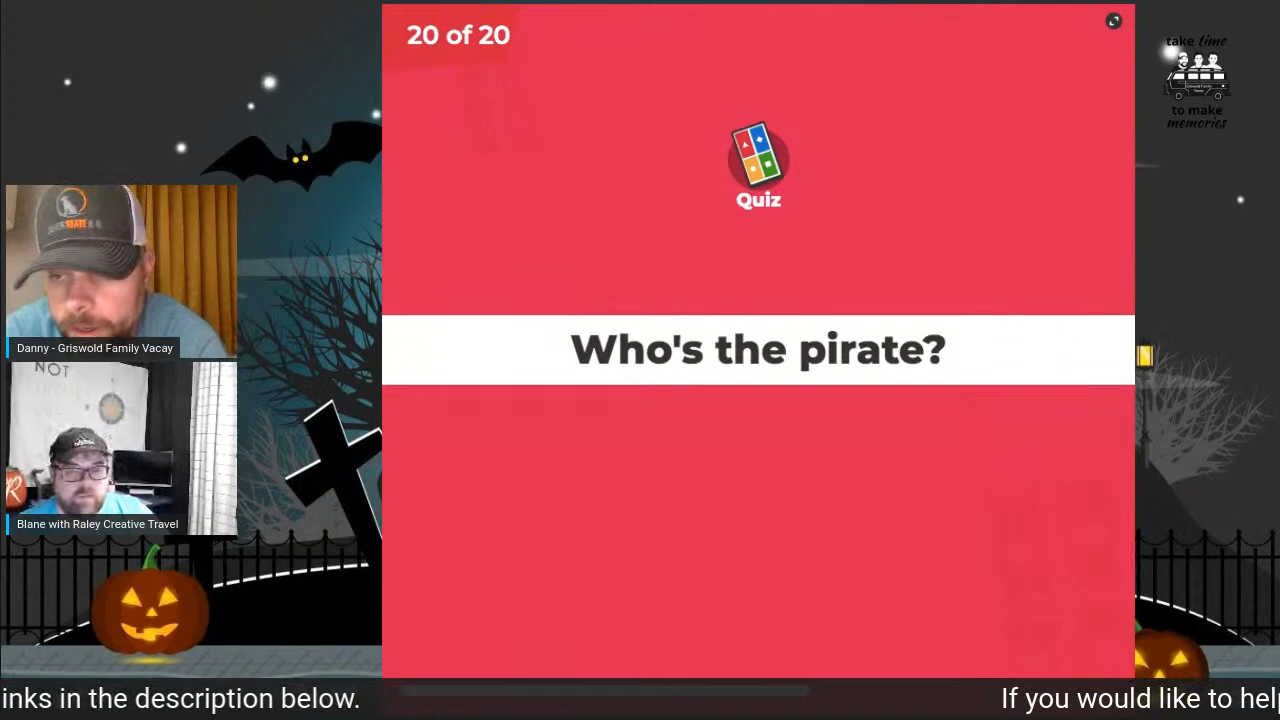 20 of 20
take time
to make
memories
Quiz
NOT
Danny - Griswold Family Vacay
Who's the pirate?
R
Blane with Raley Creative Travel
inks in the description below.
If you would like to hel